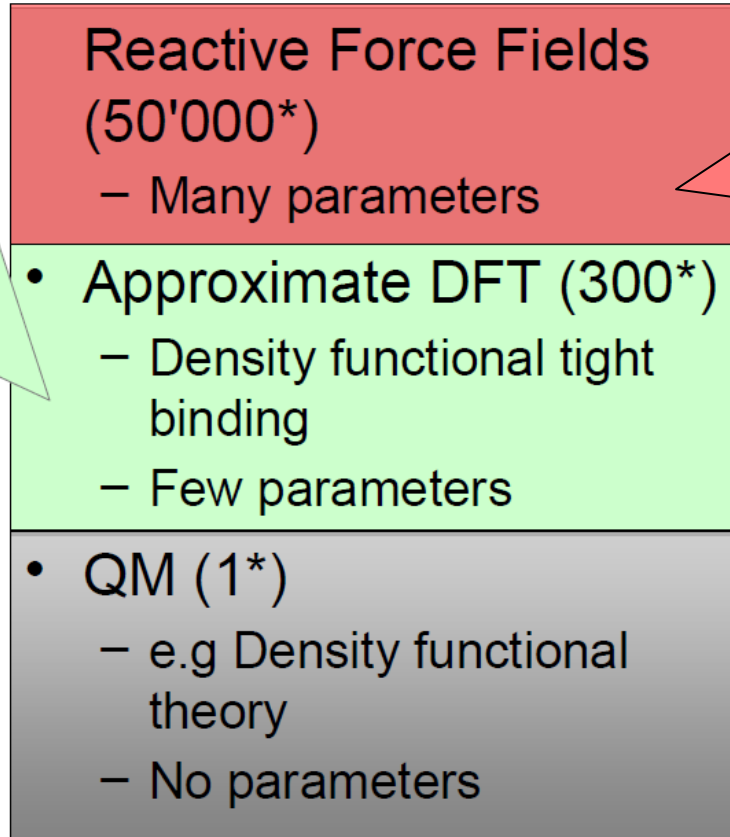 Reactive Force Fields
(50'000*)
– Many parameters
• Approximate DFT (300*)
– Density functional tight
binding
– Few parameters
• QM (1*)
– e.g Density functional
theory
– No parameters